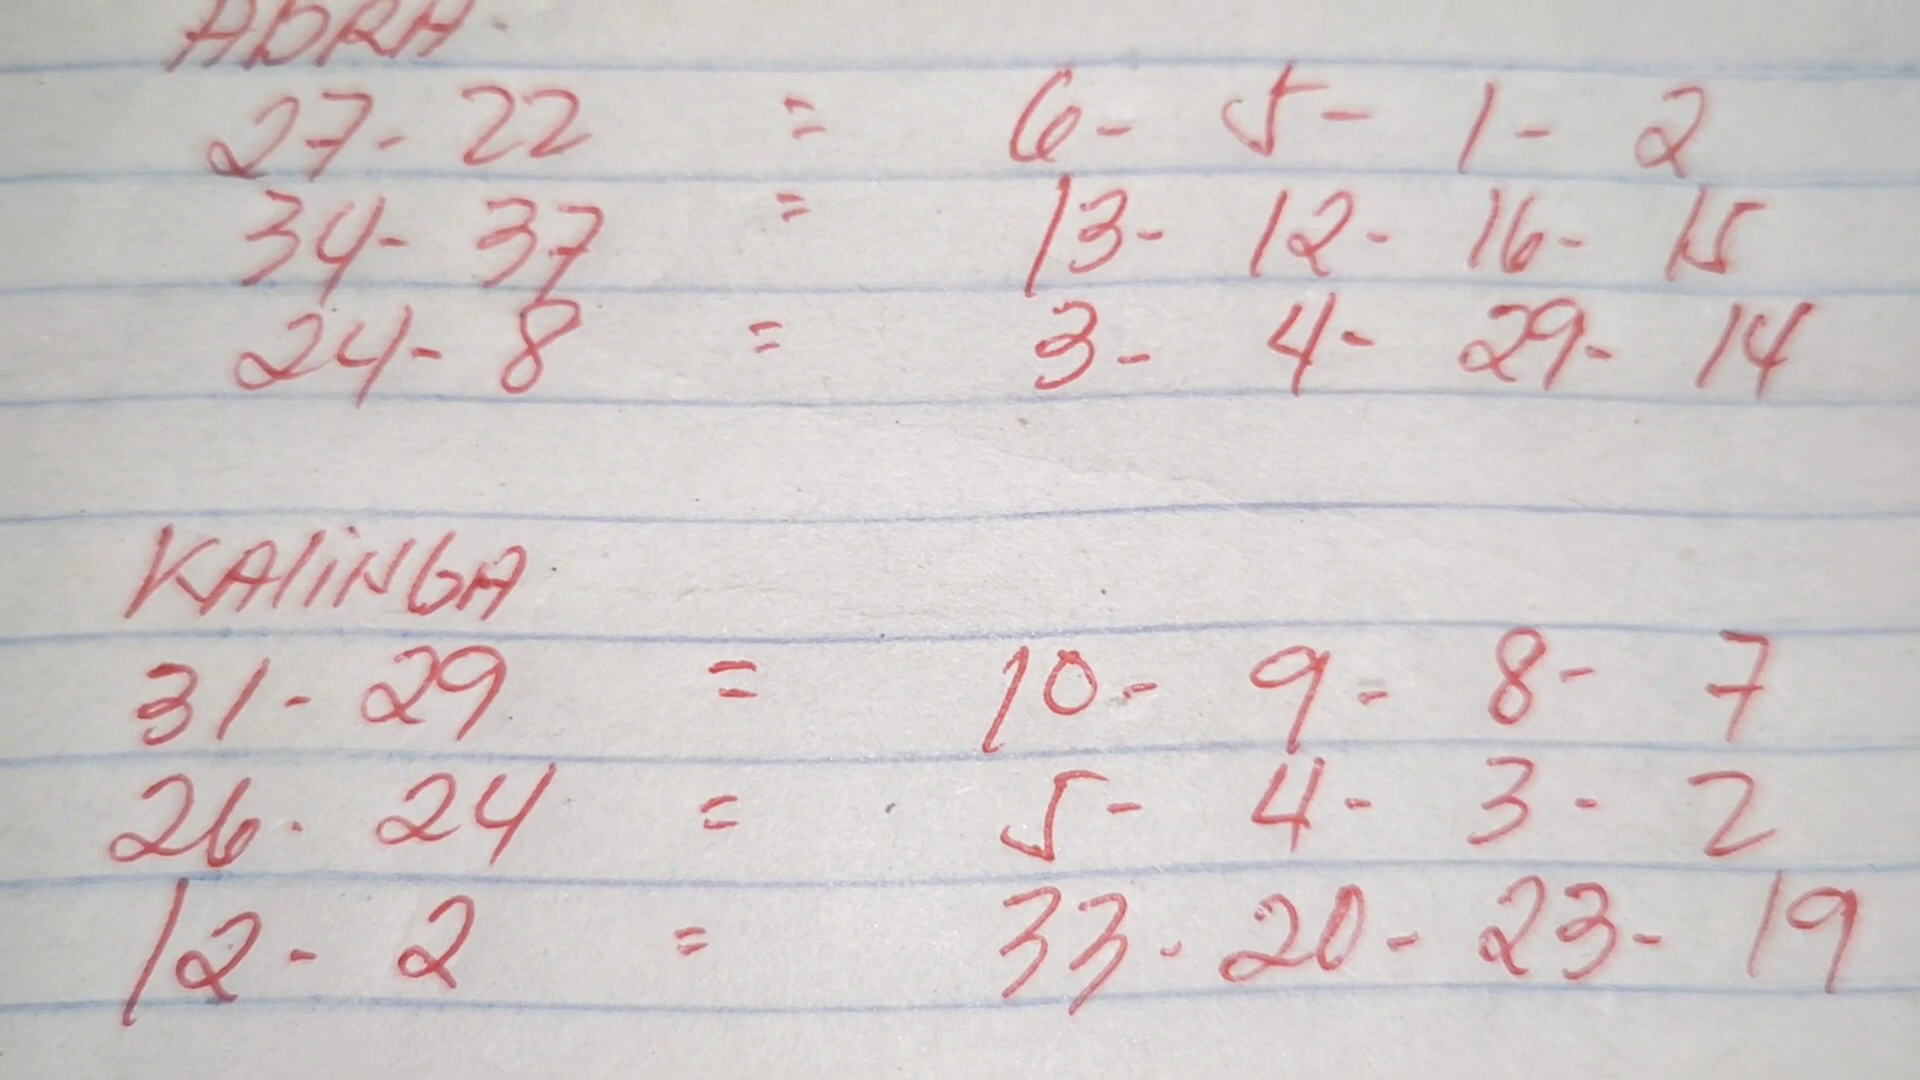 ABRA
27- 22 = 6- 5- 1- 2
34- 37 = 13- 12- 16- 15
24- 8 = 3- 4- 29- 14
KAliNGA
31- 29 = 10- 9- 8- 7
26- 24 = 5- 4- 3- 2
12- 2 = 33- 20- 23- 19